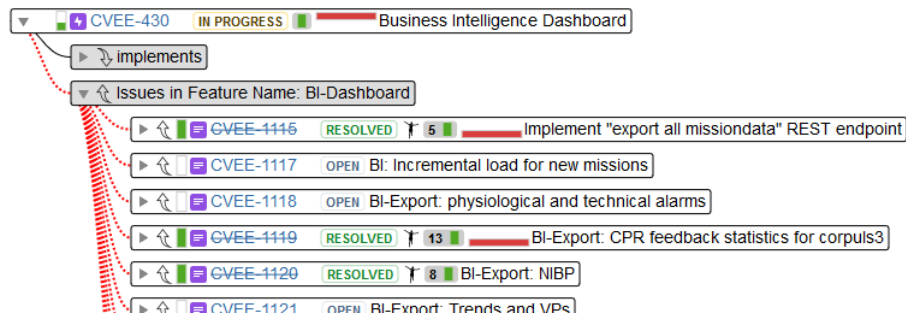 CVEE-430 IN PROGRESS Business Intelligence Dashboard
implements
Issues in Feature Name: BI-Dashboard
CVEE-1115 RESOLVED 5 Implement "export all missiondata" REST endpoint
CVEE-1117 OPEN BI: Incremental load for new missions
CVEE-1118 OPEN BI-Export: physiological and technical alarms
CVEE-1119 RESOLVED 13 BI-Export: CPR feedback statistics for corpuls3
CVEE-1120 RESOLVED 8 BI-Export: NIBP
CVEE-1121 OPEN BI-Export: Trends and VPs